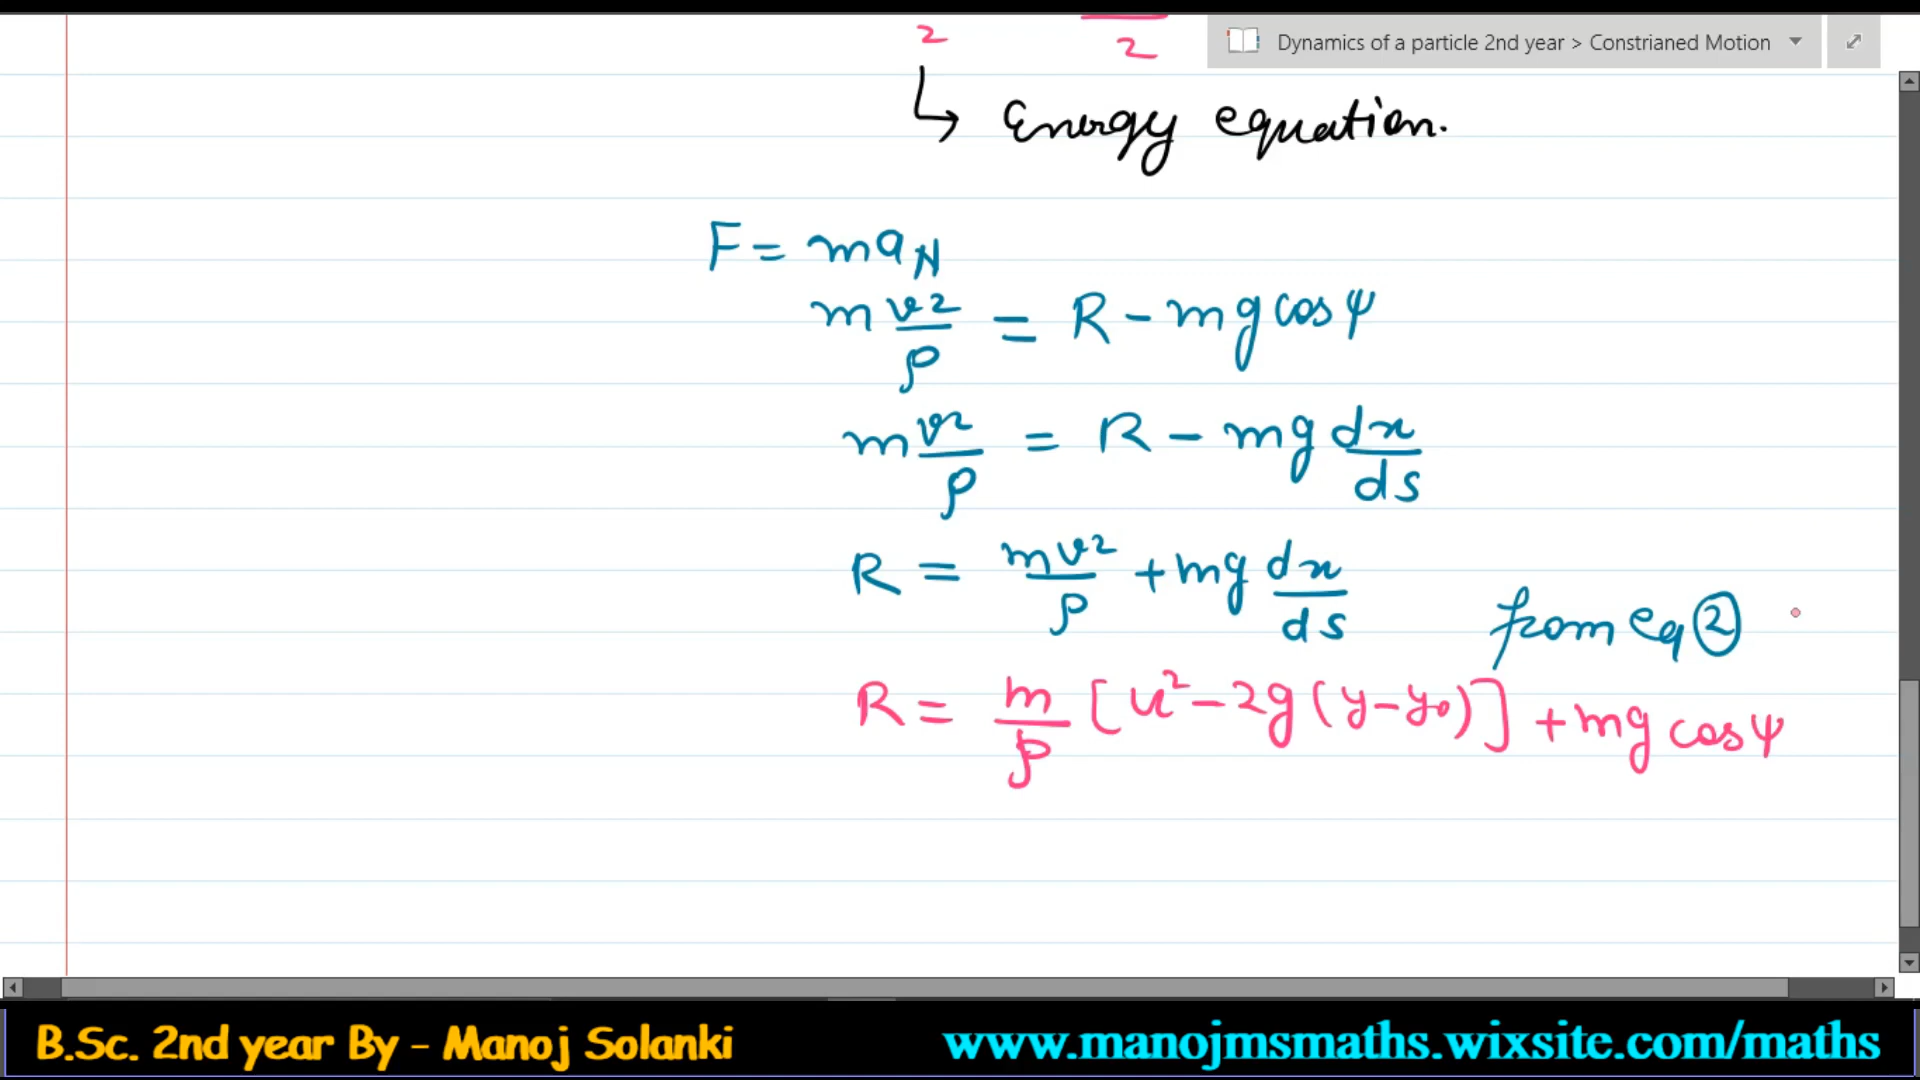 2 2
Dynamics of a particle 2nd year > Constrianed Motion
↳ Energy equation.
F = ma_N
m v²/ρ = R - mg cos ψ
m v²/ρ = R - mg dx/ds
R = mv²/ρ + mg dx/ds from eq ②
R = m/ρ [u² - 2g(y - y₀)] + mg cos ψ
B.Sc. 2nd year By - Manoj Solanki www.manojmsmaths.wixsite.com/maths